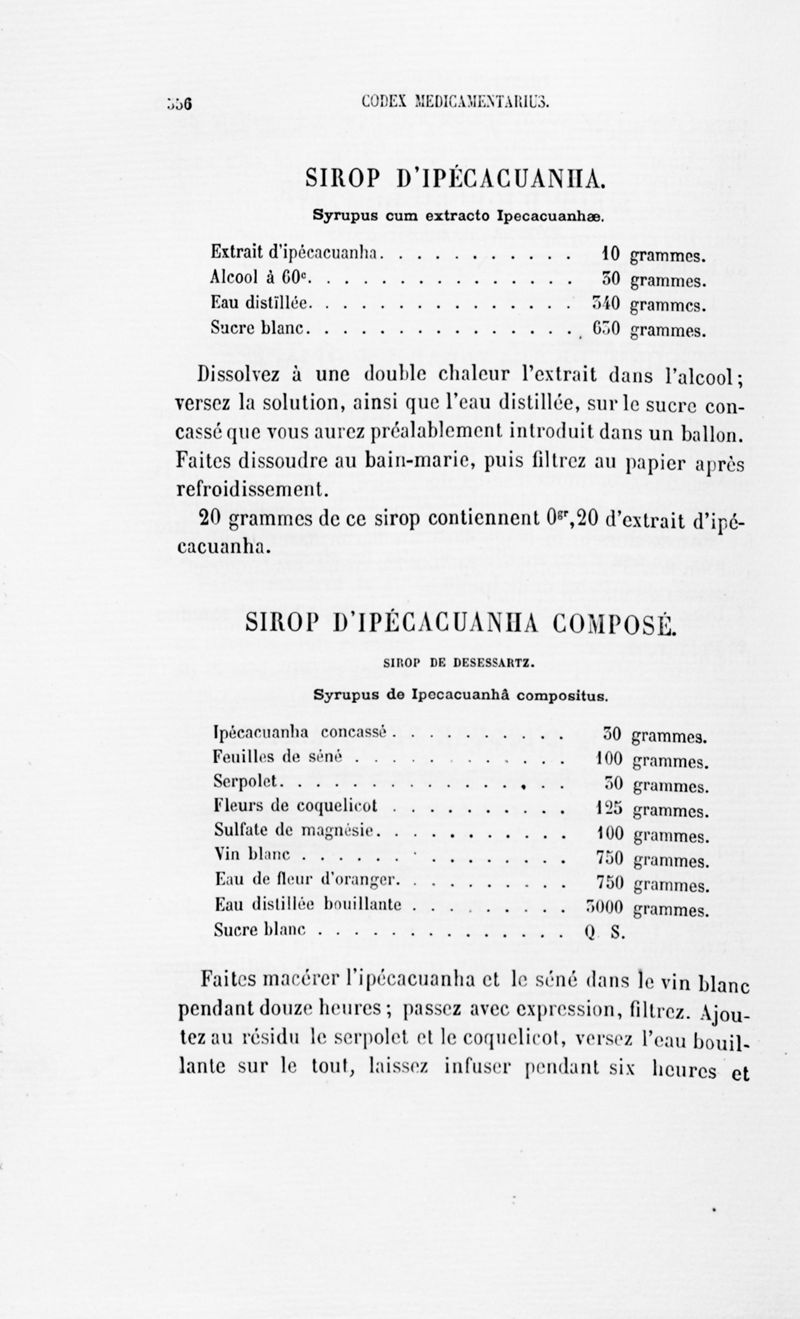 CODEX MEDICAMENTARIUS.
SIROP D'IPÉCACUANHA.
Syrupus cum extracto Ipecacuanhæ.
Extrait d'ipécacuanha. . . . . . . . . . . 10 grammes.
Alcool à 60c. . . . . . . . . . . . . . . 30 grammes.
Eau distillée. . . . . . . . . . . . . . . 340 grammes.
Sucre blanc. . . . . . . . . . . . . . . 630 grammes.
Dissolvez à une double chaleur l'extrait dans l'alcool;
versez la solution, ainsi que l'eau distillée, sur le sucre con-
cassé que vous aurez préalablement introduit dans un ballon.
Faites dissoudre au bain-marie, puis filtrez au papier après
refroidissement.
20 grammes de ce sirop contiennent 0gr,20 d'extrait d'ipé-
cacuanha.
SIROP D'IPÉCACUANHA COMPOSÉ.
SIROP DE DESESSARTZ.
Syrupus de Ipecacuanhâ compositus.
Ipécacuanha concassé . . . . . . . . . . 30 grammes.
Feuilles de séné . . . . . . . . . . . . 100 grammes.
Serpolet. . . . . . . . . . . . . . . . 30 grammes.
Fleurs de coquelicot . . . . . . . . . . 125 grammes.
Sulfate de magnésie. . . . . . . . . . . 100 grammes.
Vin blanc . . . . . . . . . . . . . . . 750 grammes.
Eau de fleur d'oranger. . . . . . . . . . 750 grammes.
Eau distillée bouillante . . . . . . . . . 3000 grammes.
Sucre blanc . . . . . . . . . . . . . . Q. S.
Faites macérer l'ipécacuanha et le séné dans le vin blanc
pendant douze heures; passez avec expression, filtrez. Ajou-
tez au résidu le serpolet et le coquelicot, versez l'eau bouil-
lante sur le tout, laissez infuser pendant six heures et